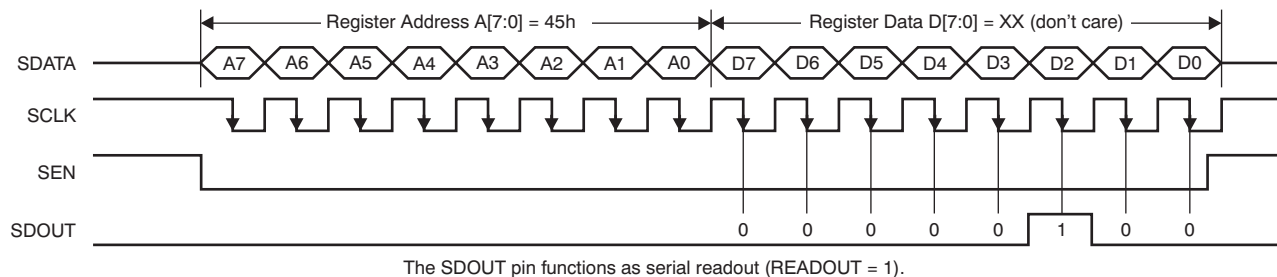 Register Address A[7:0] = 45h Register Data D[7:0] = XX (don't care)
SDATA A7 A6 A5 A4 A3 A2 A1 A0 D7 D6 D5 D4 D3 D2 D1 D0
SCLK
SEN
SDOUT 0 0 0 0 0 1 0 0
The SDOUT pin functions as serial readout (READOUT = 1).